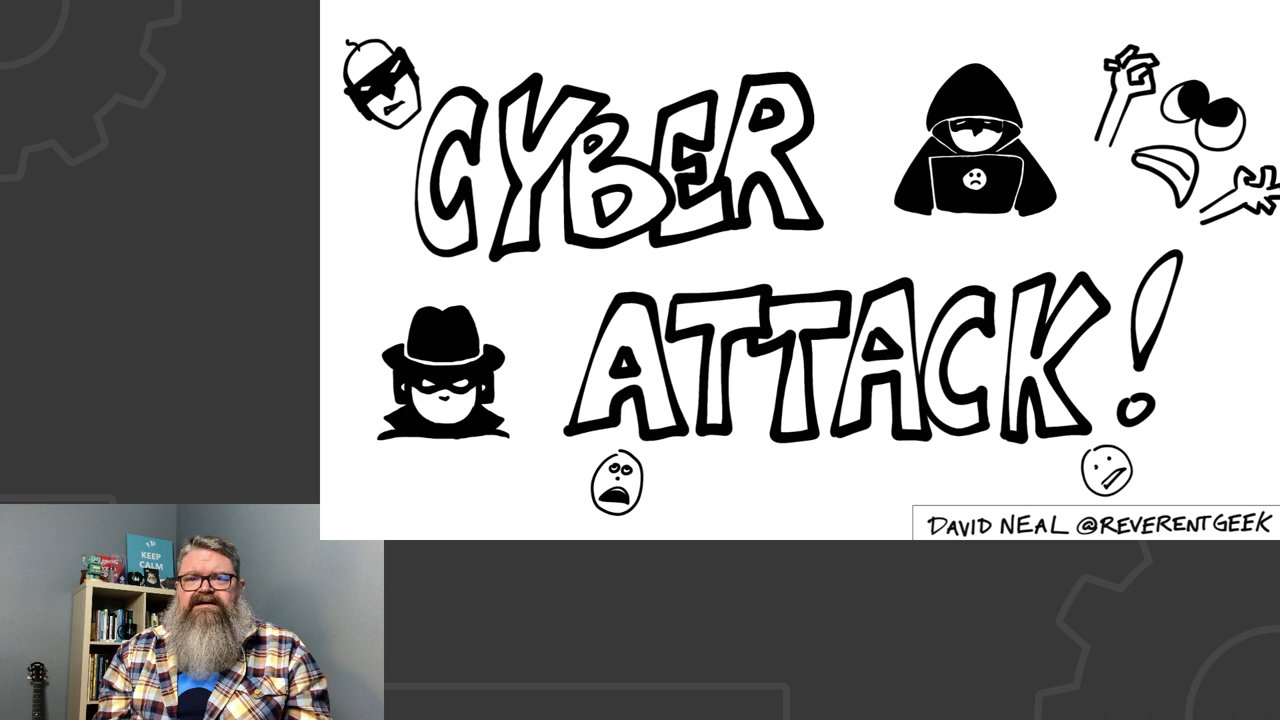 CYBER
ATTACK!
DAVID NEAL @REVERENTGEEK
KEEP
CALM